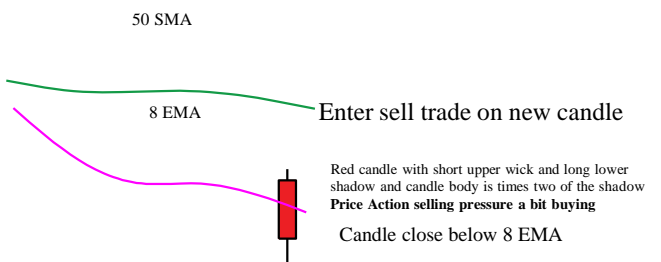 50 SMA
8 EMA
Enter sell trade on new candle
Red candle with short upper wick and long lower
shadow and candle body is times two of the shadow
Price Action selling pressure a bit buying
Candle close below 8 EMA